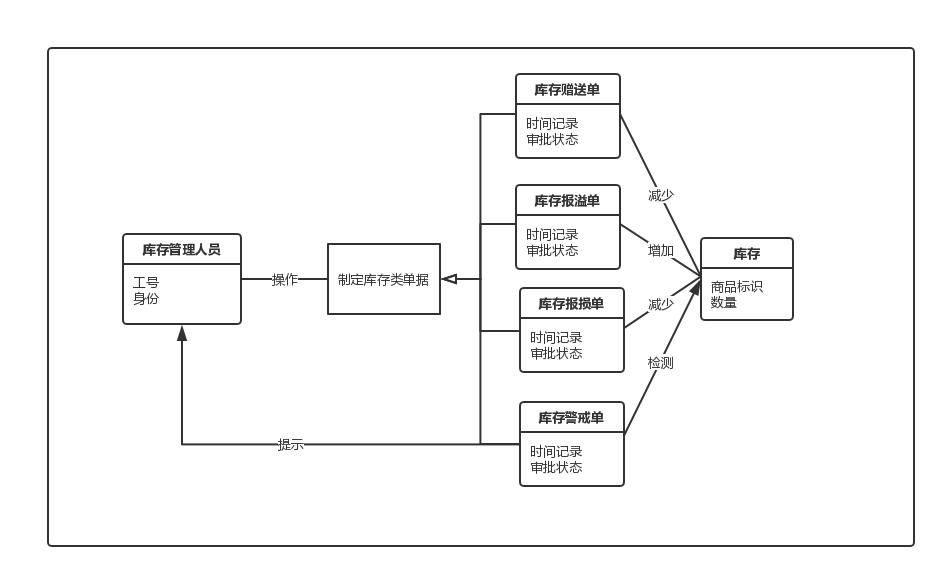 库存赠送单
时间记录
审批状态
减少
库存报溢单
时间记录
审批状态
增加
库存管理人员
工号
身份
操作
制定库存类单据
库存
商品标识
数量
库存报损单
时间记录
审批状态
减少
检测
库存警戒单
时间记录
审批状态
提示